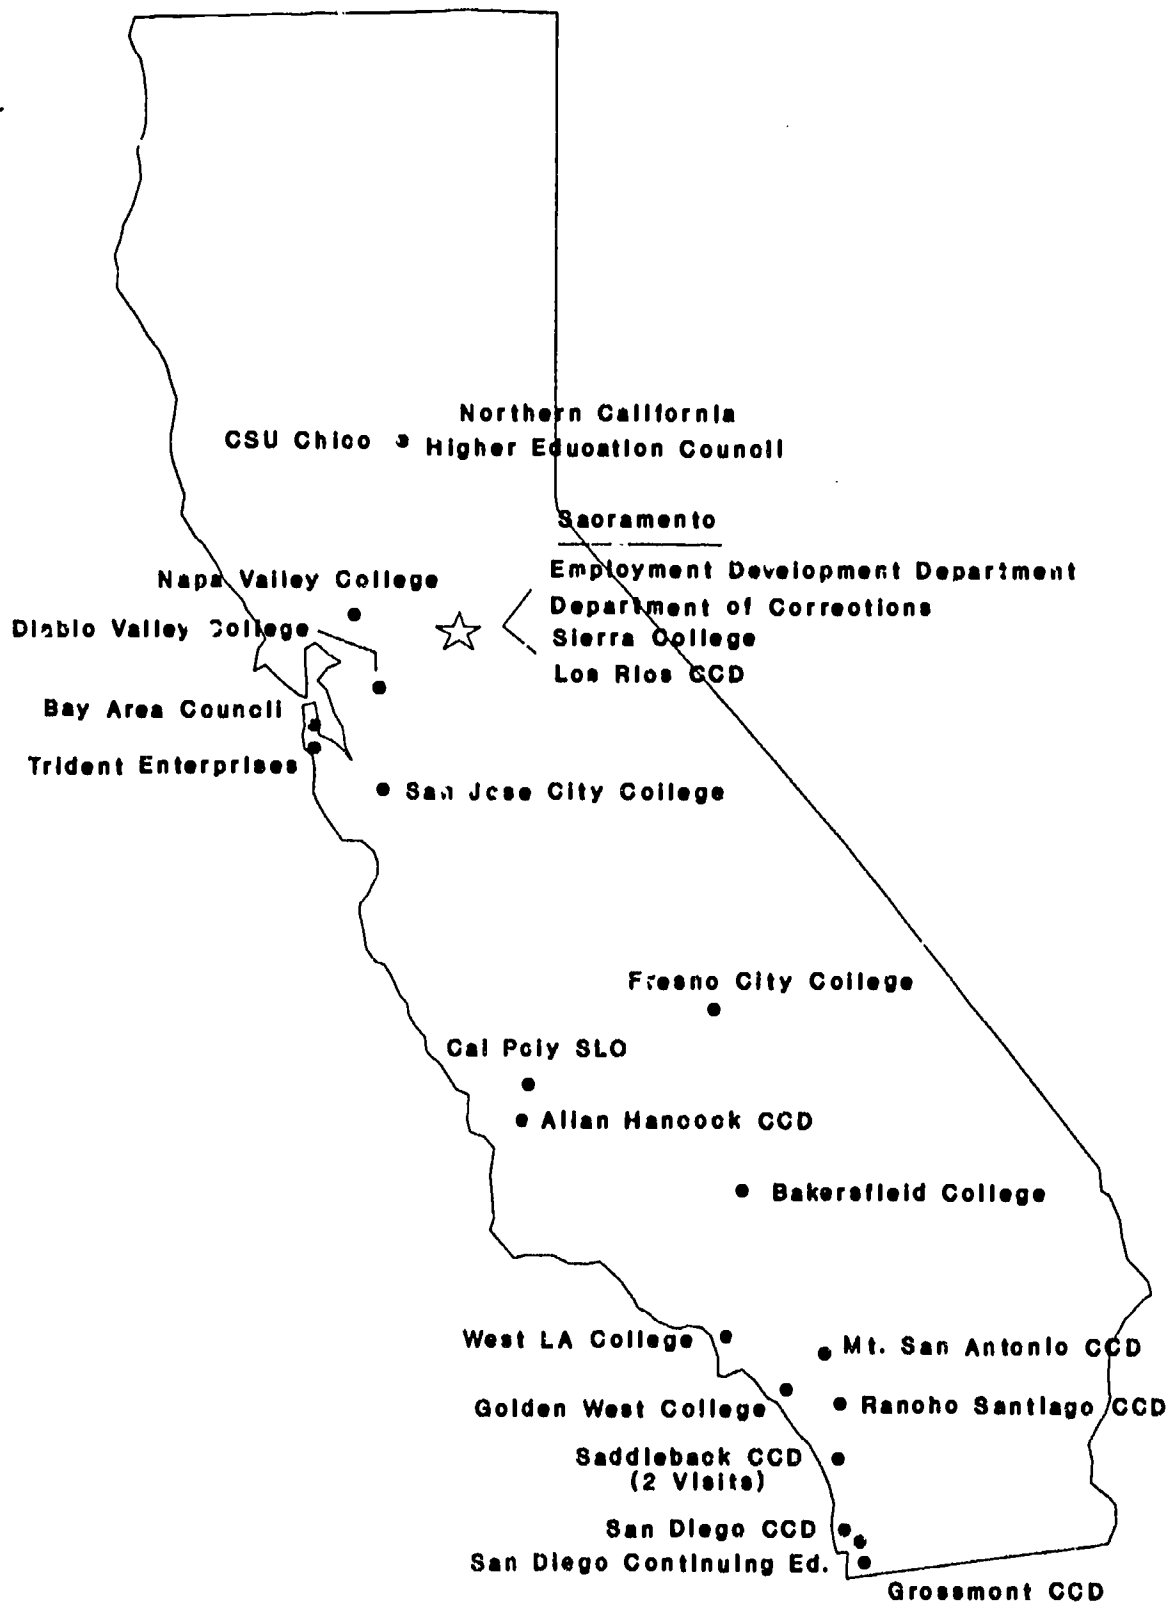 Northern California
CSU Chico
Higher Education Council
Sacramento
Employment Development Department
Napa Valley College
Department of Corrections
Diablo Valley College
Sierra College
Los Rios CCD
Bay Area Council
Trident Enterprises
San Jose City College
Fresno City College
Cal Poly SLO
Allan Hancock CCD
Bakersfield College
West LA College
Mt. San Antonio CCD
Golden West College
Rancho Santiago CCD
Saddleback CCD
(2 Visits)
San Diego CCD
San Diego Continuing Ed.
Grossmont CCD